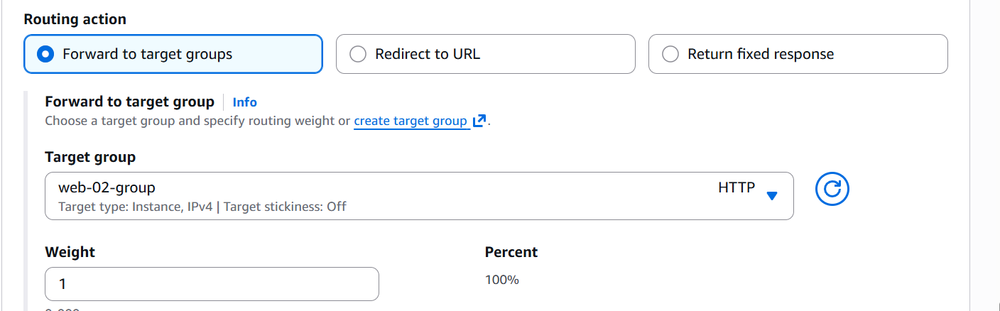 Routing action
Forward to target groups
Redirect to URL
Return fixed response
Forward to target group
Info
Choose a target group and specify routing weight or create target group .
Target group
web-02-group
HTTP
Target type: Instance, IPv4 | Target stickiness: Off
Weight
Percent
1
100%